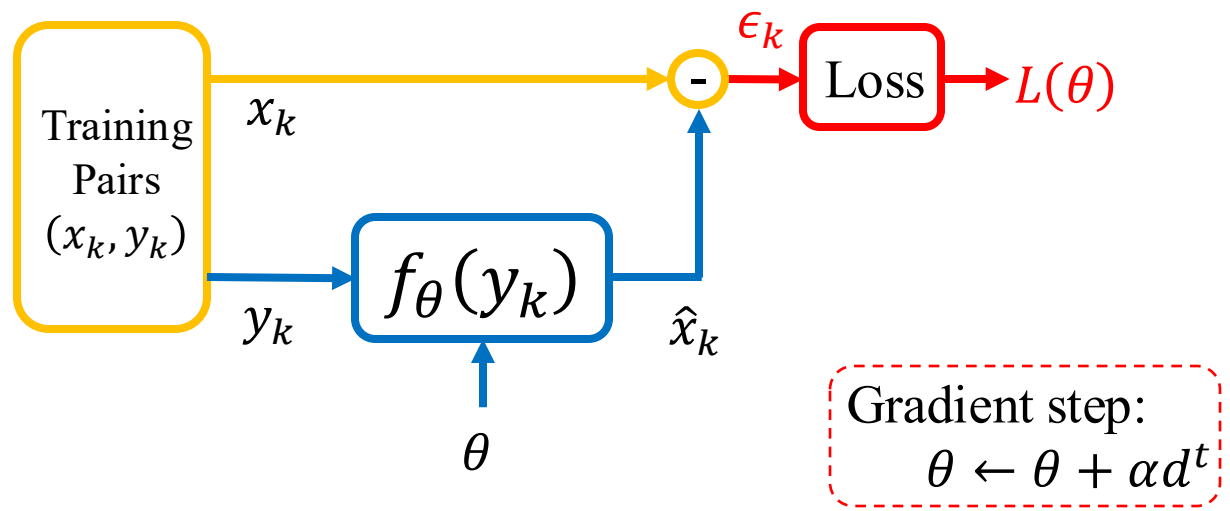 Training
Pairs
(x_k, y_k)
x_k
-
ϵ_k
Loss
L(θ)
y_k
f_θ(y_k)
x̂_k
θ
Gradient step:
θ ← θ + αd^t